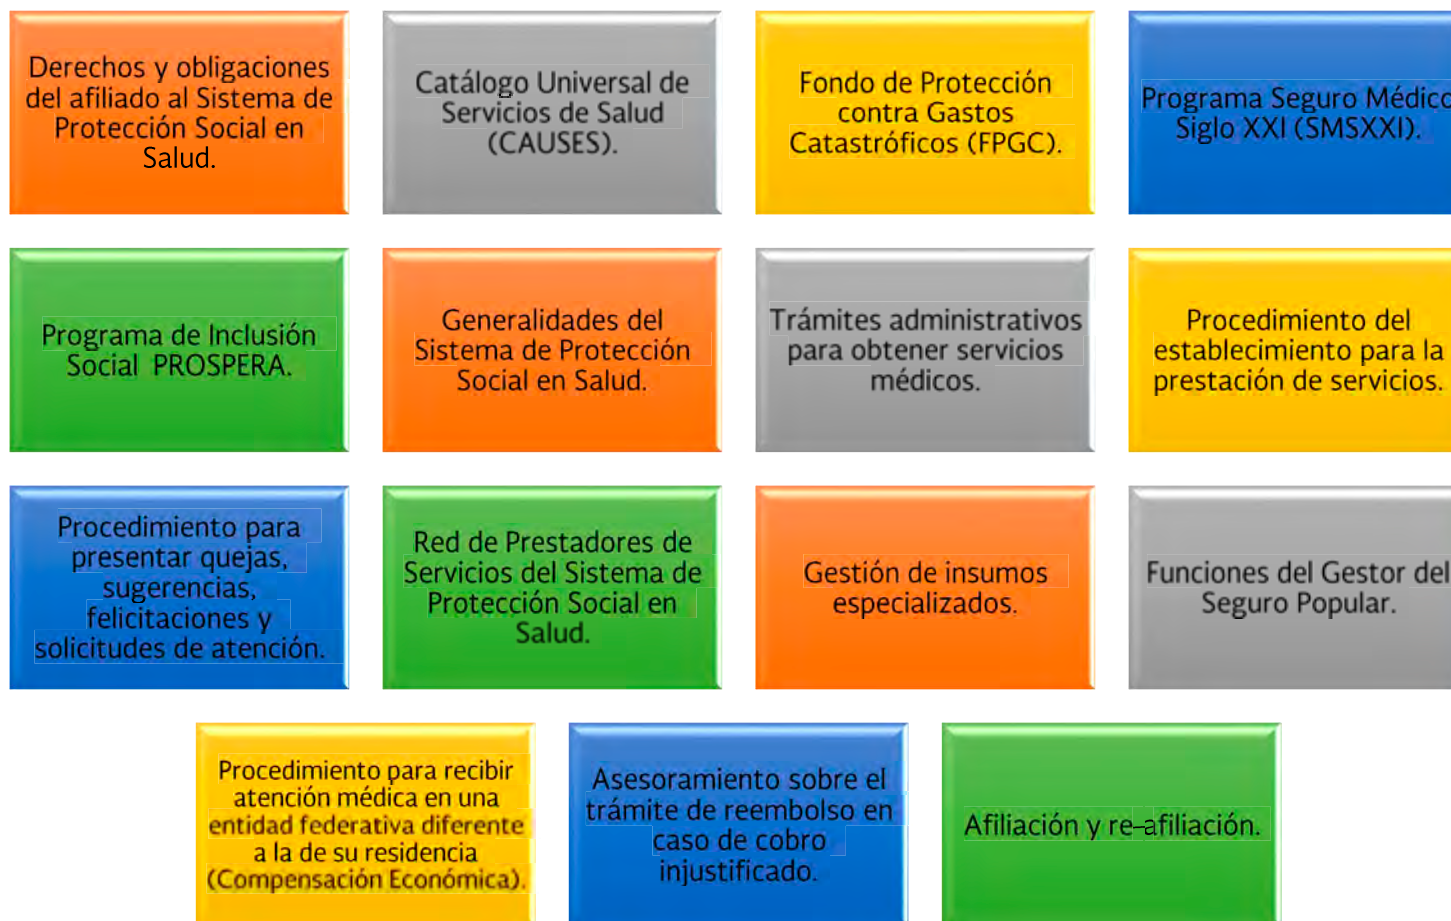 Derechos y obligaciones
del afiliado al Sistema de
Protección Social en
Salud.
Catálogo Universal de
Servicios de Salud
(CAUSES).
Fondo de Protección
contra Gastos
Catastróficos (FPGC).
Programa Seguro Médico
Siglo XXI (SMSXXI).
Programa de Inclusión
Social PROSPERA.
Generalidades del
Sistema de Protección
Social en Salud.
Trámites administrativos
para obtener servicios
médicos.
Procedimiento del
establecimiento para la
prestación de servicios.
Procedimiento para
presentar quejas,
sugerencias,
felicitaciones y
solicitudes de atención.
Red de Prestadores de
Servicios del Sistema de
Protección Social en
Salud.
Gestión de insumos
especializados.
Funciones del Gestor del
Seguro Popular.
Procedimiento para recibir
atención médica en una
entidad federativa diferente
a la de su residencia
(Compensación Económica).
Asesoramiento sobre el
trámite de reembolso en
caso de cobro
injustificado.
Afiliación y re–afiliación.